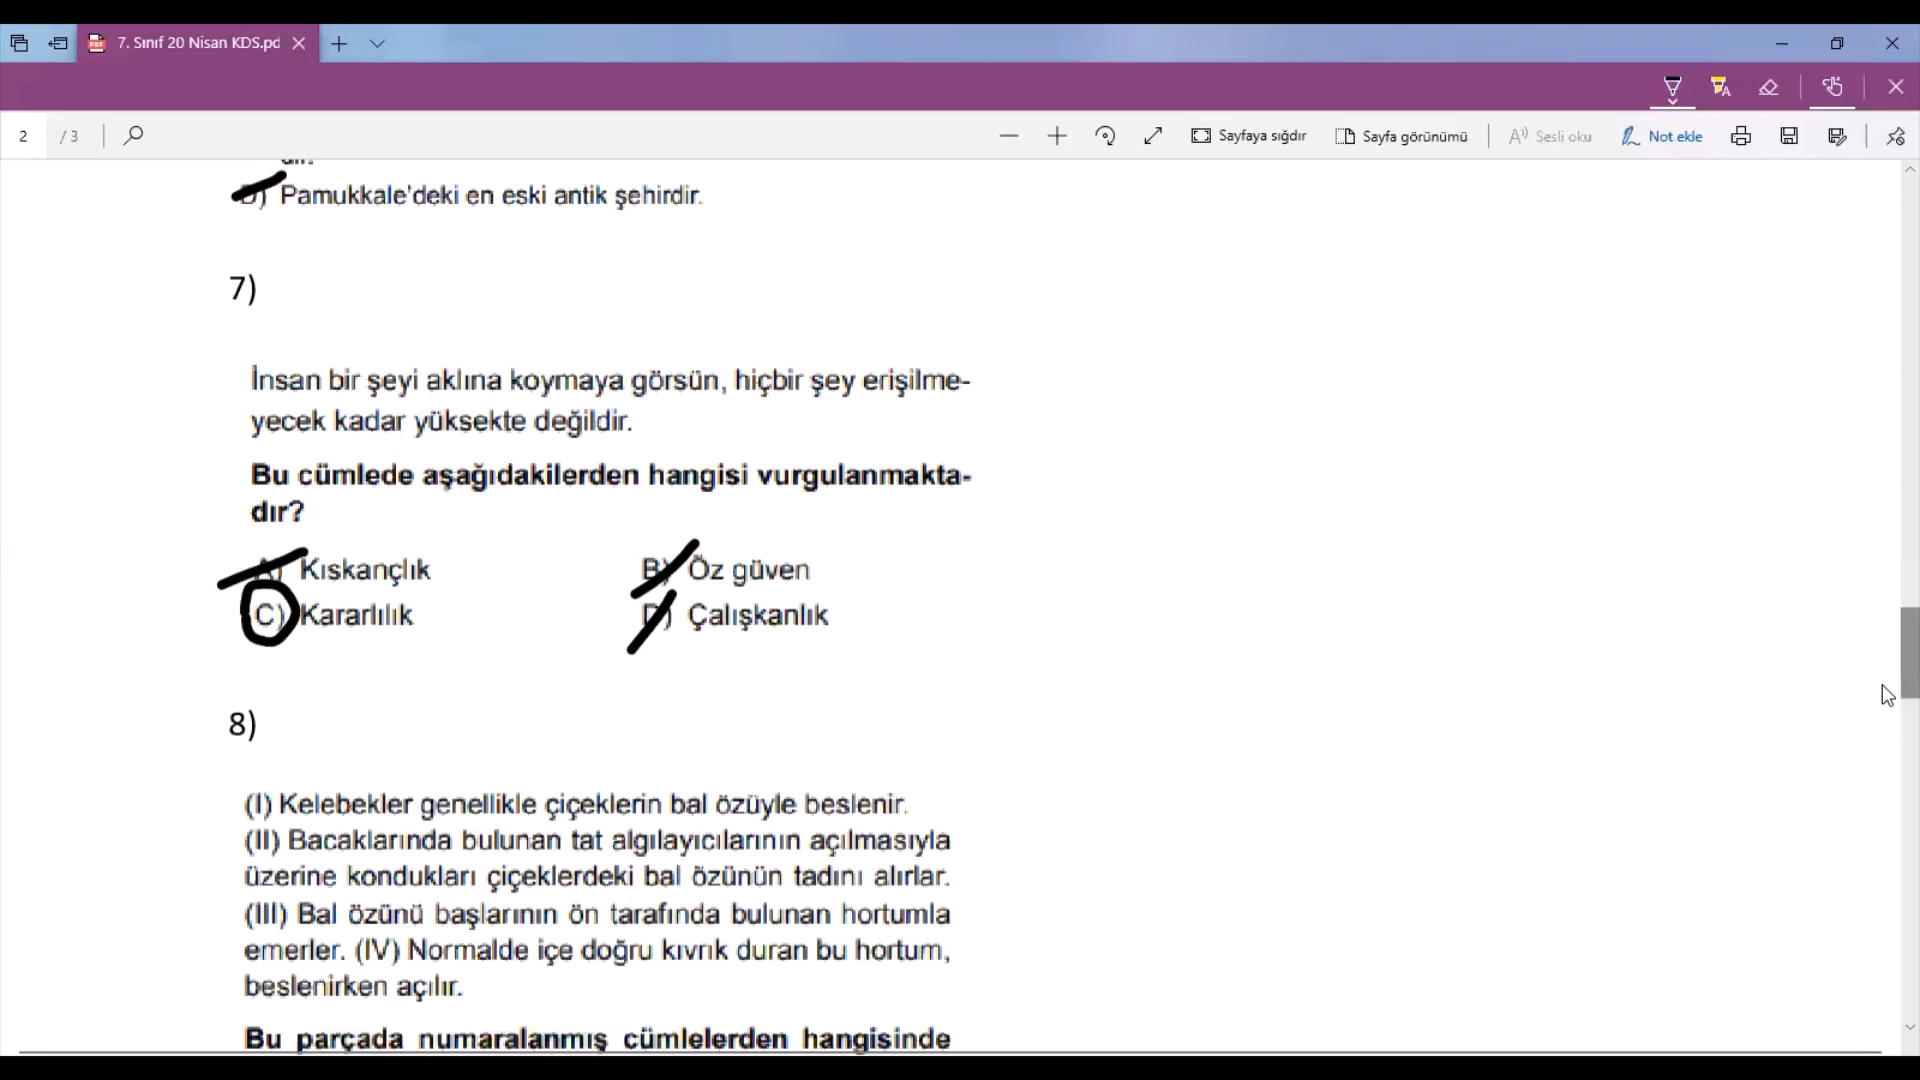 7. Sınıf 20 Nisan KDS.pd
2 / 3
Sayfaya sığdır
Sayfa görünümü
Sesli oku
Not ekle
dır?
D) Pamukkale'deki en eski antik şehirdir.
7)
İnsan bir şeyi aklına koymaya görsün, hiçbir şey erişilme-
yecek kadar yüksekte değildir.
Bu cümlede aşağıdakilerden hangisi vurgulanmakta-
dır?
A) Kıskançlık B) Öz güven
C) Kararlılık D) Çalışkanlık
8)
(I) Kelebekler genellikle çiçeklerin bal özüyle beslenir.
(II) Bacaklarında bulunan tat algılayıcılarının açılmasıyla
üzerine kondukları çiçeklerdeki bal özünün tadını alırlar.
(III) Bal özünü başlarının ön tarafında bulunan hortumla
emerler. (IV) Normalde içe doğru kıvrık duran bu hortum,
beslenirken açılır.
Bu parçada numaralanmış cümlelerden hangisinde